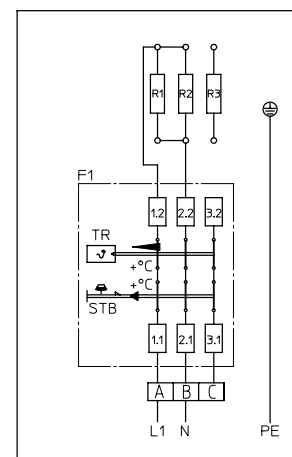 R1 R2 R3
F1
1.2 2.2 3.2
TR
ϑ
+°C
+°C
STB
1.1 2.1 3.1
A B C
L1 N PE